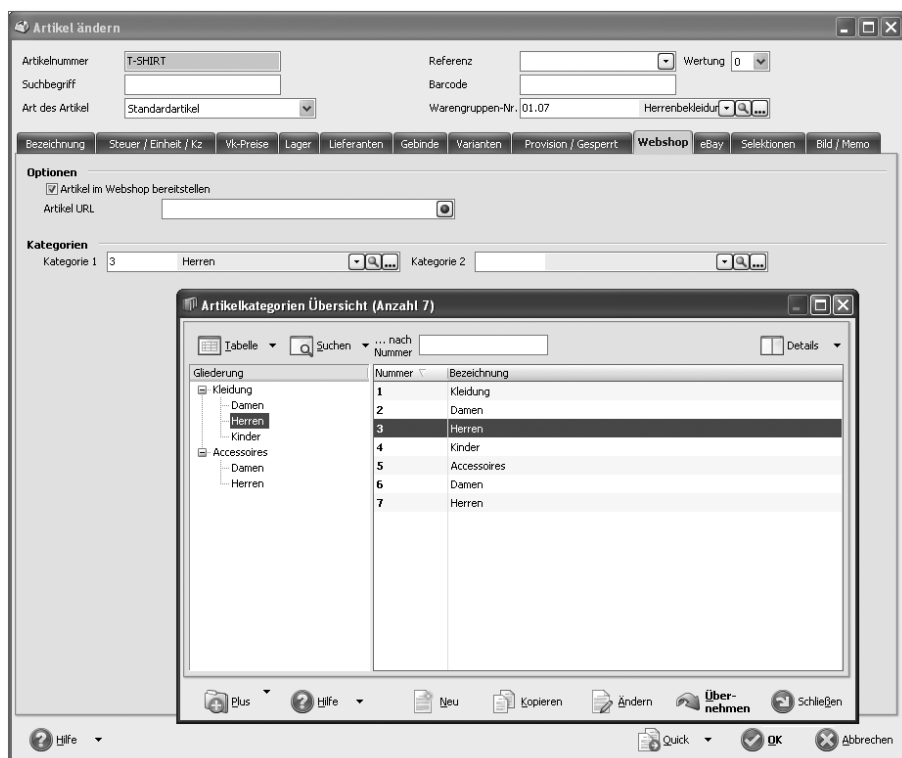 Artikel ändern
Artikelnummer T-SHIRT Referenz Wertung 0
Suchbegriff Barcode
Art des Artikel Standardartikel Warengruppen-Nr. 01.07 Herrenbekleidur
Bezeichnung Steuer / Einheit / Kz Vk-Preise Lager Lieferanten Gebinde Varianten Provision / Gesperrt Webshop eBay Selektionen Bild / Memo
Optionen
Artikel im Webshop bereitstellen
Artikel URL
Kategorien
Kategorie 1 3 Herren ... Kategorie 2 ...
Artikelkategorien Übersicht (Anzahl 7)
Tabelle Suchen ... nach Nummer Details
Gliederung Nummer Bezeichnung
Kleidung 1 Kleidung
Damen 2 Damen
Herren 3 Herren
Kinder 4 Kinder
Accessoires 5 Accessoires
Damen 6 Damen
Herren 7 Herren
Plus Hilfe Neu Kopieren Ändern Über-nehmen Schließen
Hilfe Quick OK Abbrechen